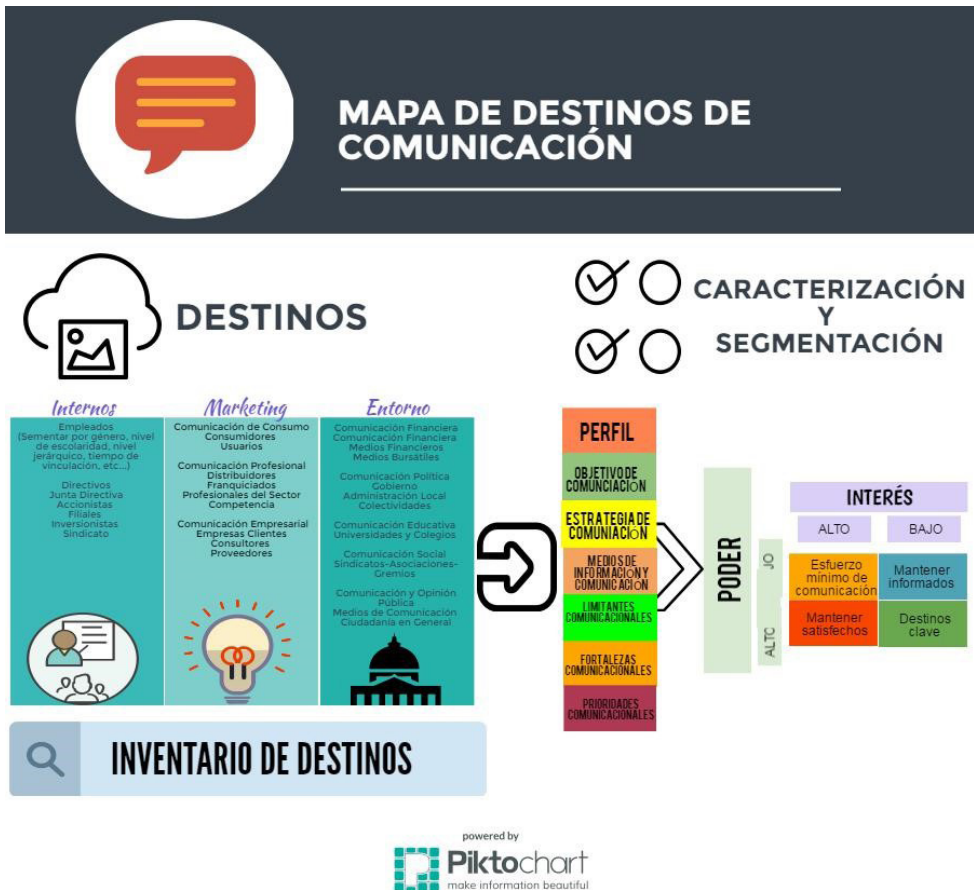 MAPA DE DESTINOS DE
COMUNICACIÓN
DESTINOS
CARACTERIZACIÓN
Y
SEGMENTACIÓN
Internos
Empleados
(Sementar por género, nivel
de escolaridad, nivel
jerárquico, tiempo de
vinculación, etc...)
Directivos
Junta Directiva
Accionistas
Filiales
Inversionistas
Sindicato
Marketing
Comunicación de Consumo
Consumidores
Usuarios
Comunicación Profesional
Distribuidores
Franquiciados
Profesionales del Sector
Competencia
Comunicación Empresarial
Empresas Clientes
Consultores
Proveedores
Entorno
Comunicación Financiera
Comunicación Financiera
Medios Financieros
Medios Bursátiles
Comunicación Política
Gobierno
Administración Local
Colectividades
Comunicación Educativa
Universidades y Colegios
Comunicación Social
Sindicatos-Asociaciones-
Gremios
Comunicación y Opinión
Pública
Medios de Comunicación
Ciudadanía en General
PERFIL
OBJETIVO DE
COMUNCIACIÓN
ESTRATEGIA DE
COMUNIACIÓN
MEDIOS DE
INFORMACIÓN Y
COMUNICACIÓN
LIMITANTES
COMUNICACIONALES
FORTALEZAS
COMUNICACIONALES
PRIORIDADES
COMUNICACIONALES
PODER
JO
ALTC
INTERÉS
ALTO
BAJO
Esfuerzo
mínimo de
comunicación
Mantener
informados
Mantener
satisfechos
Destinos
clave
INVENTARIO DE DESTINOS
powered by
Piktochart
make information beautiful